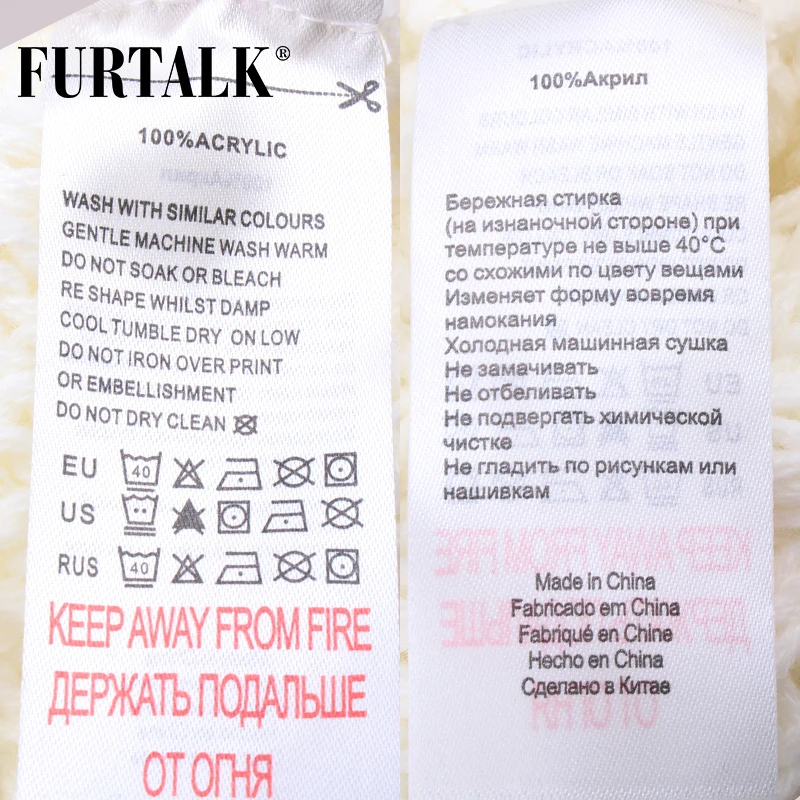 FURTALK®
100%ACRYLIC
WASH WITH SIMILAR COLOURS
GENTLE MACHINE WASH WARM
DO NOT SOAK OR BLEACH
RE SHAPE WHILST DAMP
COOL TUMBLE DRY ON LOW
DO NOT IRON OVER PRINT
OR EMBELLISHMENT
DO NOT DRY CLEAN
EU 40
US
RUS 40
KEEP AWAY FROM FIRE
ДЕРЖАТЬ ПОДАЛЬШЕ
ОТ ОГНЯ
100%Акрил
Бережная стирка
(на изнаночной стороне) при
температуре не выше 40°C
со схожими по цвету вещами
Изменяет форму вовремя
намокания
Холодная машинная сушка
Не замачивать
Не отбеливать
Не подвергать химической
чистке
Не гладить по рисункам или
нашивкам
Made in China
Fabricado em China
Fabriqué en Chine
Hecho en China
Сделано в Китае